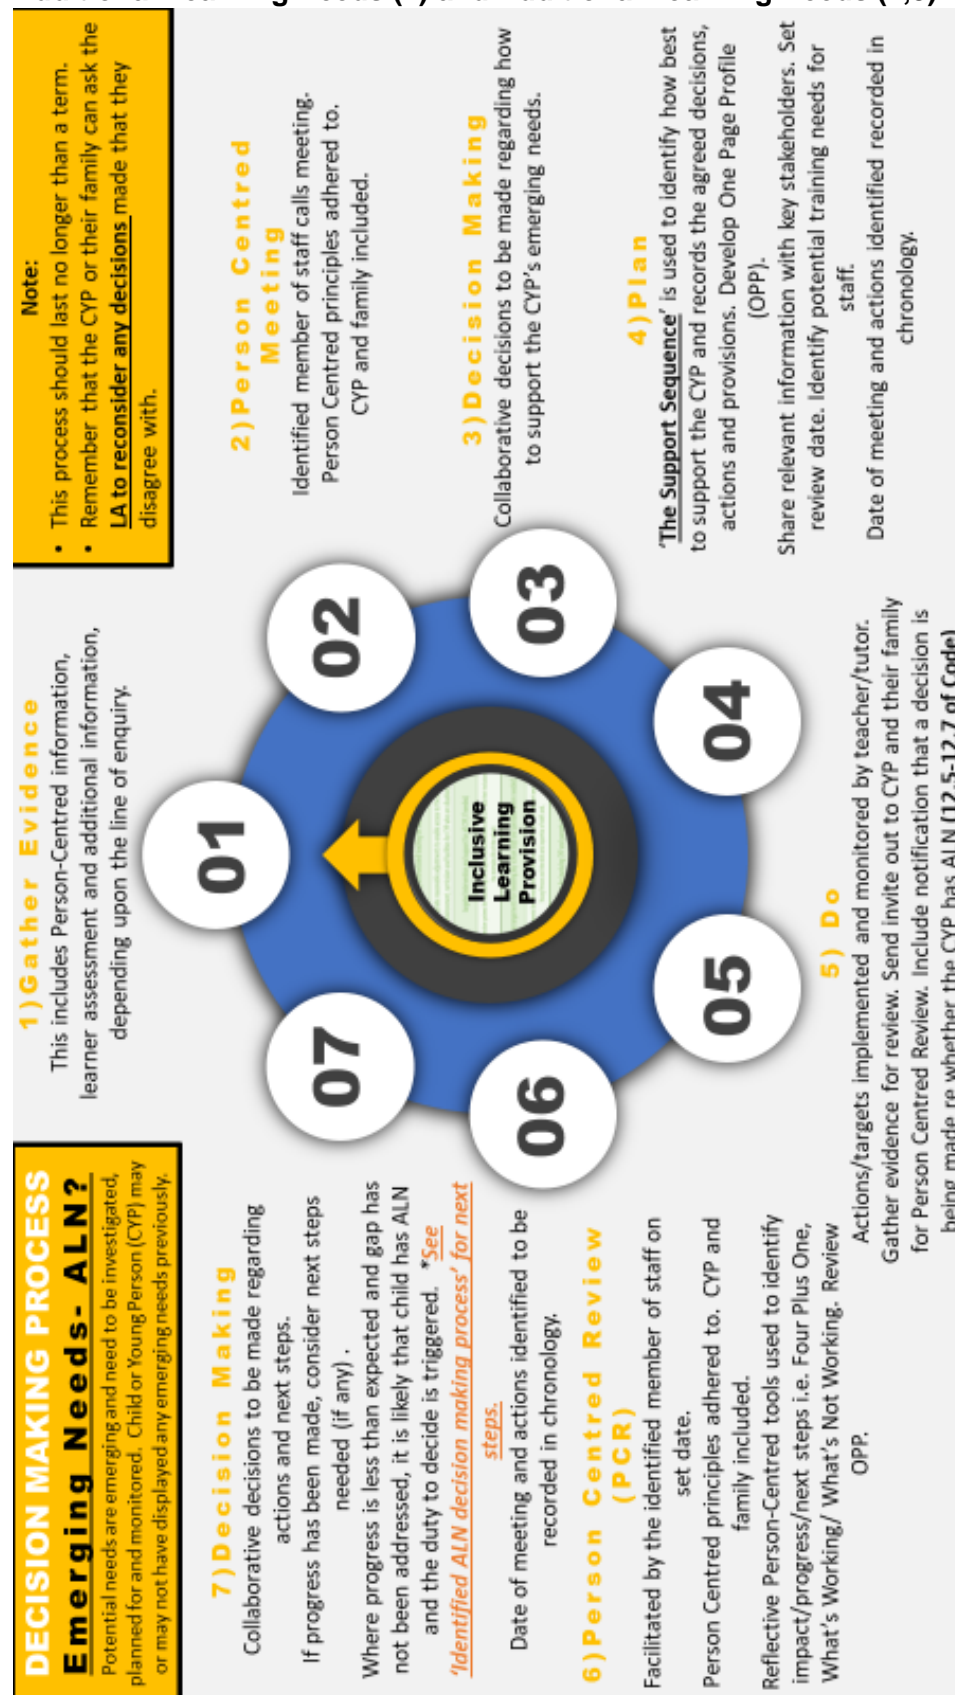 DECISION MAKING PROCESS
Emerging Needs- ALN?
Potential needs are emerging and need to be investigated,
planned for and monitored. Child or Young Person (CYP) may
or may not have displayed any emerging needs previously.
1)Gather Evidence
This includes Person-Centred information,
learner assessment and additional information,
depending upon the line of enquiry.
Note:
• This process should last no longer than a term.
• Remember that the CYP or their family can ask the
LA to reconsider any decisions made that they
disagree with.
2)Person Centred
Meeting
Identified member of staff calls meeting.
Person Centred principles adhered to.
CYP and family included.
3)Decision Making
Collaborative decisions to be made regarding how
to support the CYP's emerging needs.
4)Plan
'The Support Sequence' is used to identify how best
to support the CYP and records the agreed decisions,
actions and provisions. Develop One Page Profile
(OPP).
Share relevant information with key stakeholders. Set
review date. Identify potential training needs for
staff.
Date of meeting and actions identified recorded in
chronology.
5) Do
Actions/targets implemented and monitored by teacher/tutor.
Gather evidence for review. Send invite out to CYP and their family
for Person Centred Review. Include notification that a decision is
being made re whether the CYP has ALN (12.5-12.7 of Code)
6)Person Centred Review
(PCR)
Facilitated by the identified member of staff on
set date.
Person Centred principles adhered to. CYP and
family included.
Reflective Person-Centred tools used to identify
impact/progress/next steps i.e. Four Plus One,
What's Working/ What's Not Working. Review
OPP.
7)Decision Making
Collaborative decisions to be made regarding
actions and next steps.
If progress has been made, consider next steps
needed (if any) .
Where progress is less than expected and gap has
not been addressed, it is likely that child has ALN
and the duty to decide is triggered. *See
'Identified ALN decision making process' for next
steps.
Date of meeting and actions identified to be
recorded in chronology.
01
02
03
04
05
06
07
Inclusive
Learning
Provision